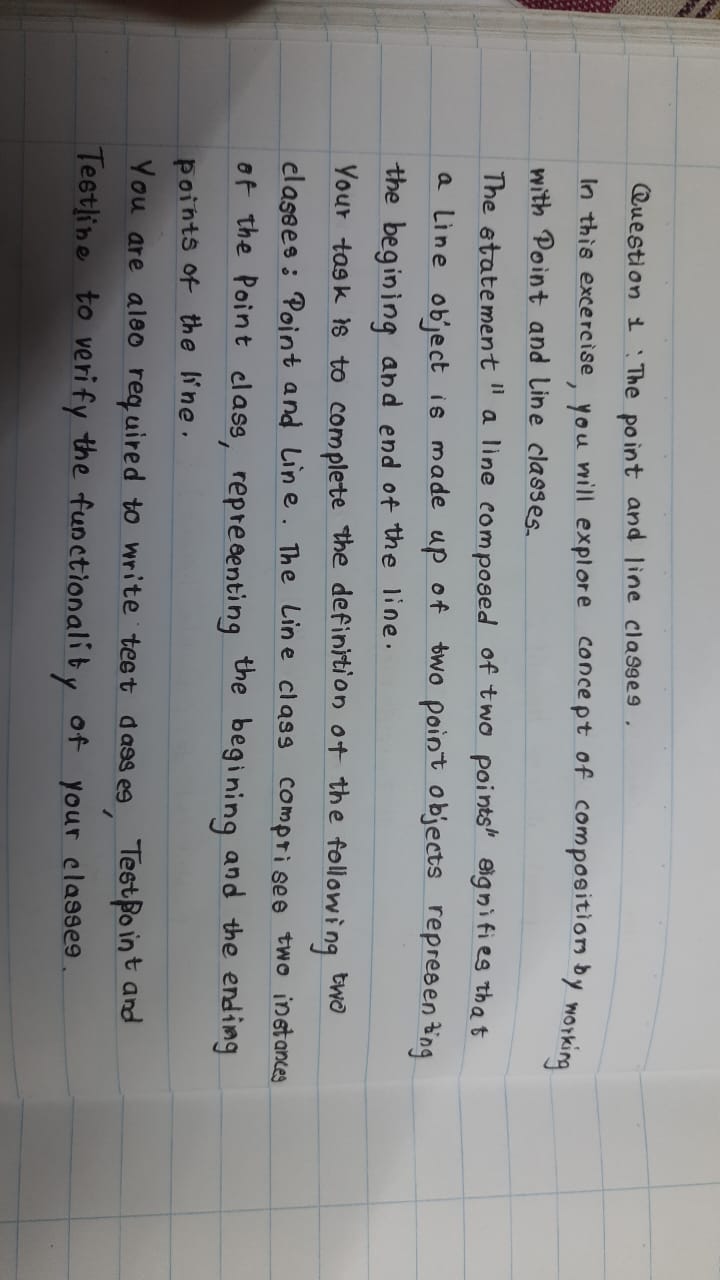 Question 1 : The point and line classes.
In this excercise, you will explore concept of composition by working
with Point and Line classes.
The statement " a line composed of two points" signifies that
a Line object is made up of two point objects representing
the begining and end of the line.
Your task is to complete the definition of the following two
classes: Point and Line. The Line class comprises two instances
of the Point class, representing the begining and the ending
points of the line.
You are also required to write test classes, TestPoint and
Testline to verify the functionality of your classes.